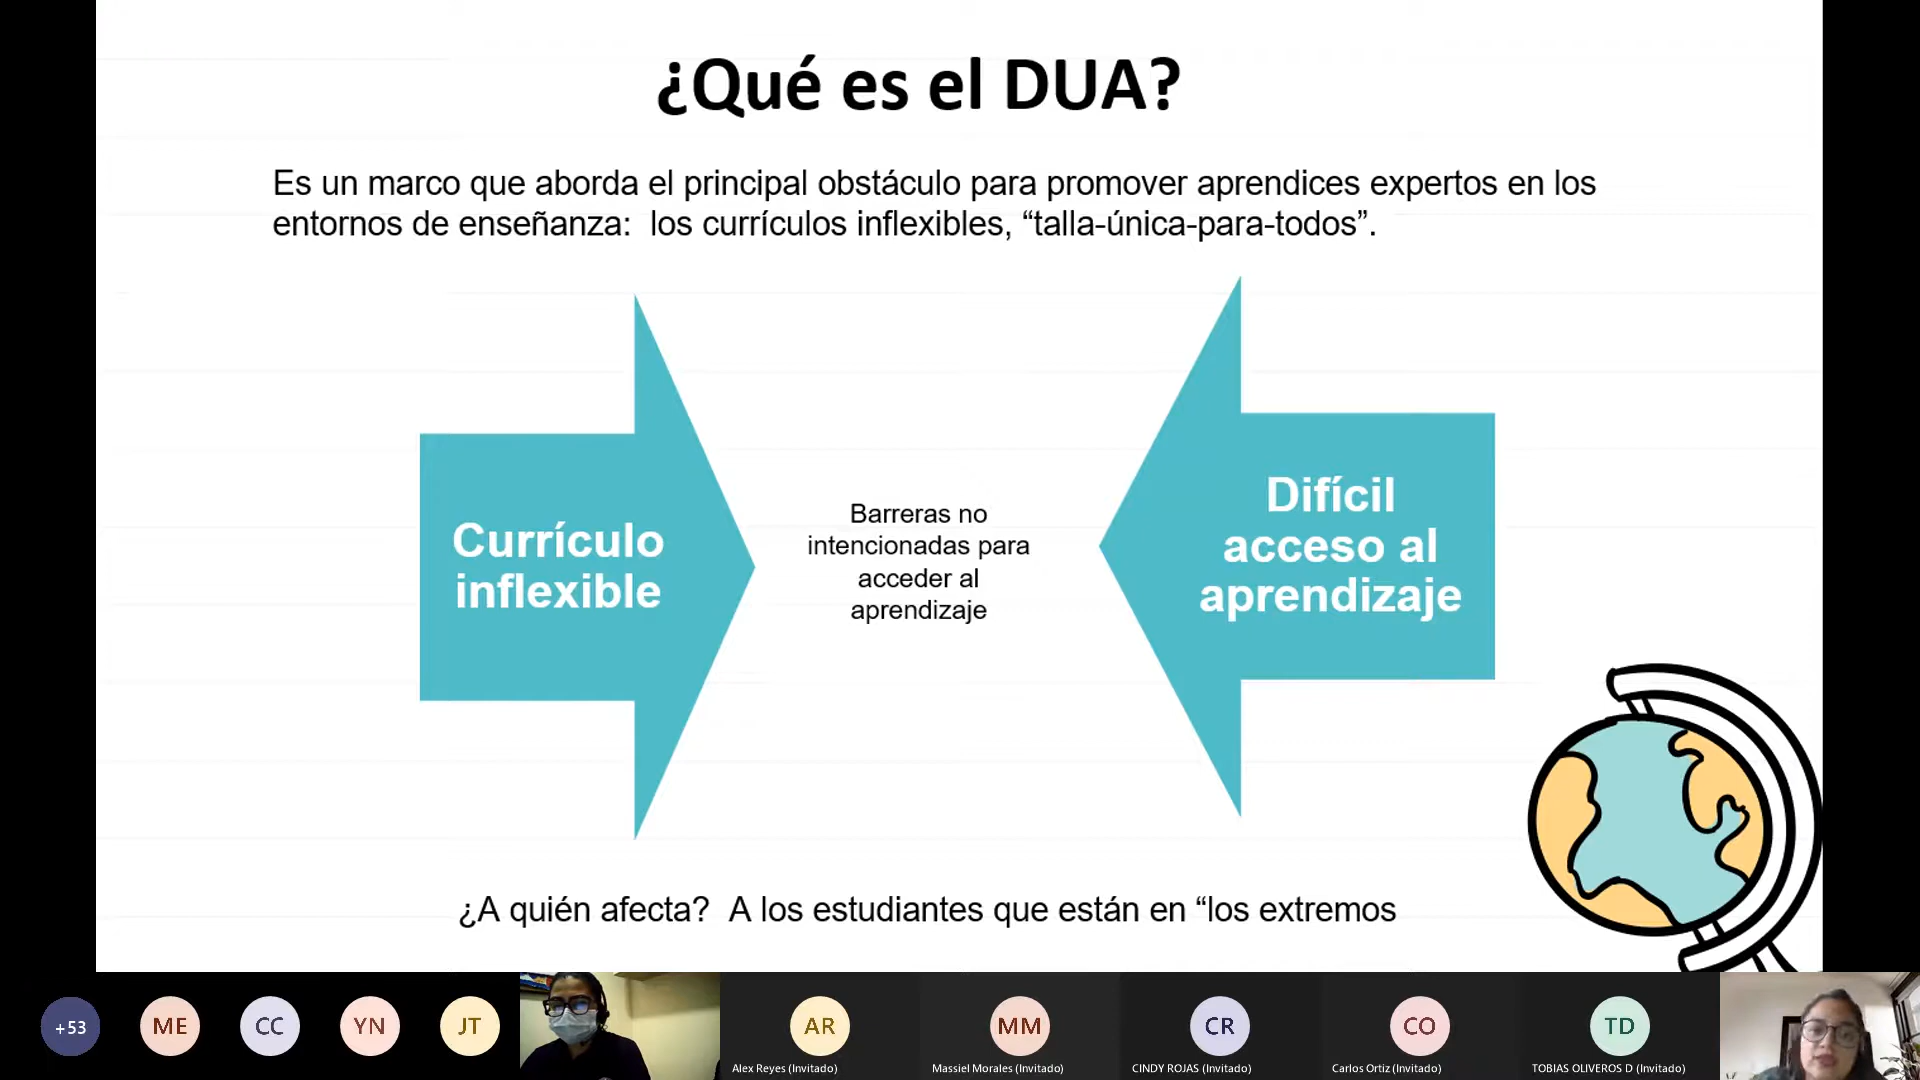 ¿Qué es el DUA?
Es un marco que aborda el principal obstáculo para promover aprendices expertos en los
entornos de enseñanza:  los currículos inflexibles, “talla-única-para-todos”.
Currículo
inflexible
Barreras no
intencionadas para
acceder al
aprendizaje
Difícil
acceso al
aprendizaje
¿A quién afecta?  A los estudiantes que están en “los extremos
+53
ME
CC
YN
JT
AR
MM
CR
CO
TD
Alex Reyes (Invitado)
Massiel Morales (Invitado)
CINDY ROJAS (Invitado)
Carlos Ortiz (Invitado)
TOBIAS OLIVEROS D (Invitado)